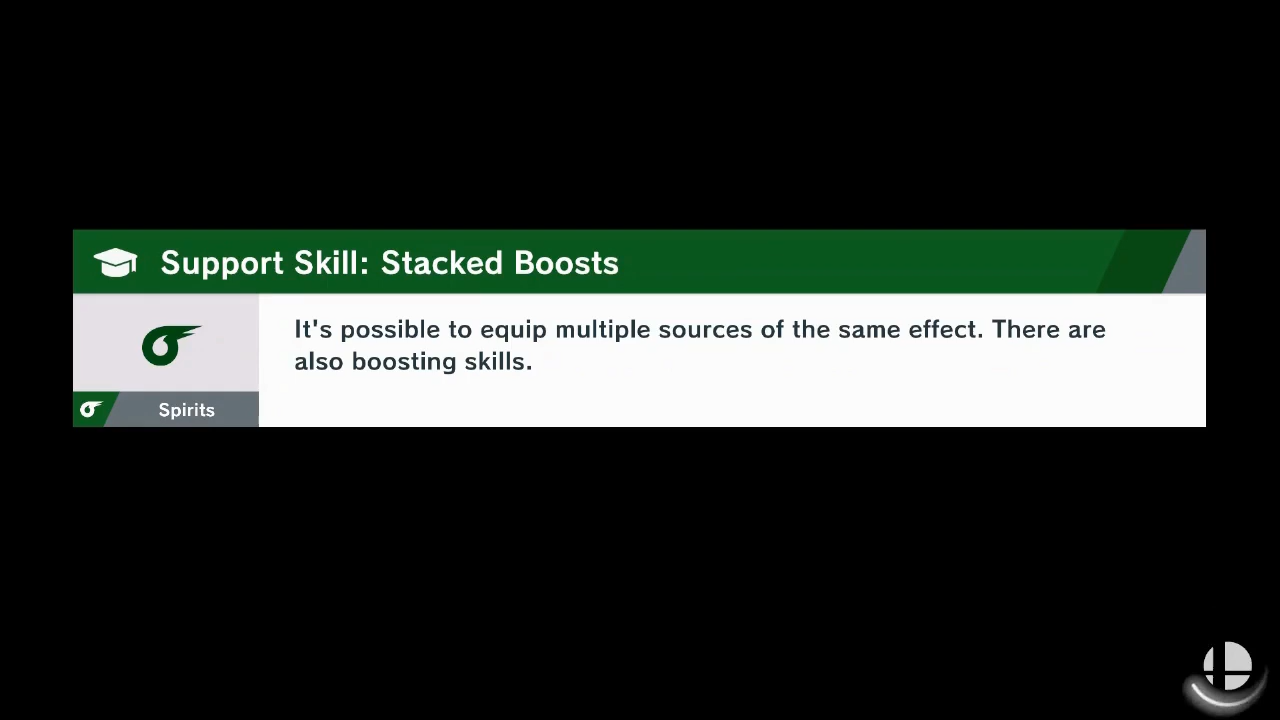 Support Skill: Stacked Boosts
It's possible to equip multiple sources of the same effect. There are
also boosting skills.
Spirits